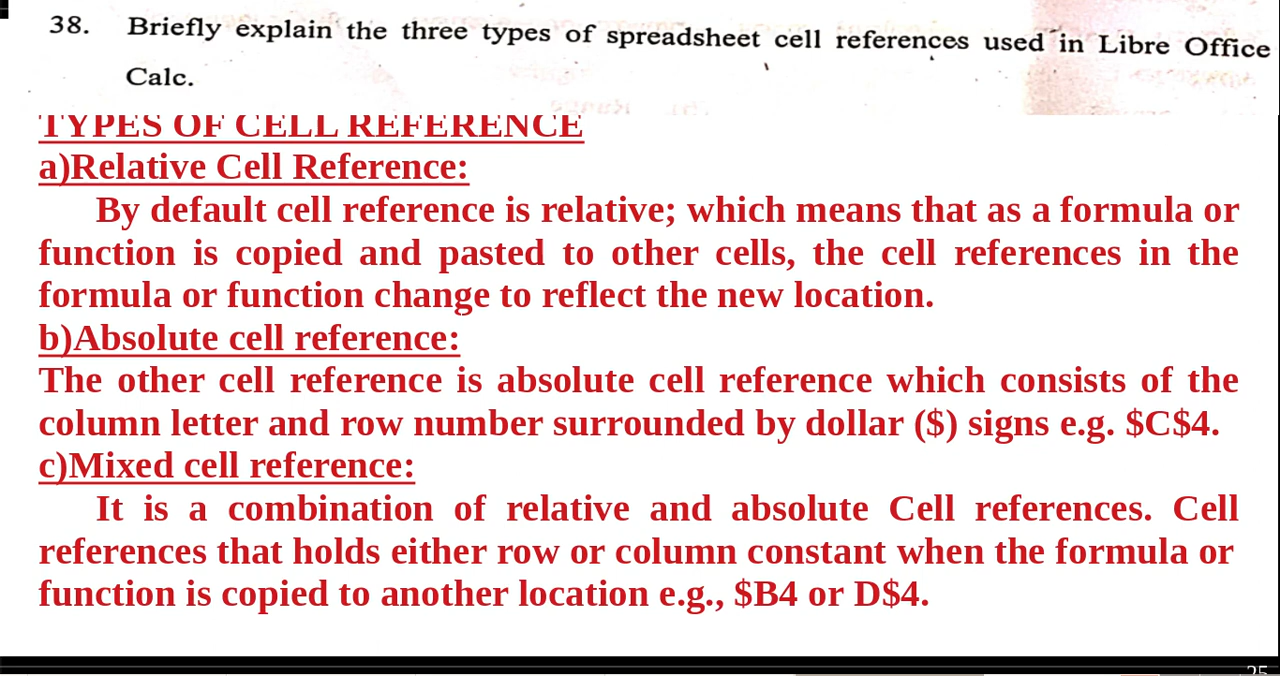 38. Briefly explain the three types of spreadsheet cell references used in Libre Office
Calc.
TYPES OF CELL REFERENCE
a)Relative Cell Reference:
By default cell reference is relative; which means that as a formula or
function is copied and pasted to other cells, the cell references in the
formula or function change to reflect the new location.
b)Absolute cell reference:
The other cell reference is absolute cell reference which consists of the
column letter and row number surrounded by dollar ($) signs e.g. $C$4.
c)Mixed cell reference:
It is a combination of relative and absolute Cell references. Cell
references that holds either row or column constant when the formula or
function is copied to another location e.g., $B4 or D$4.
25